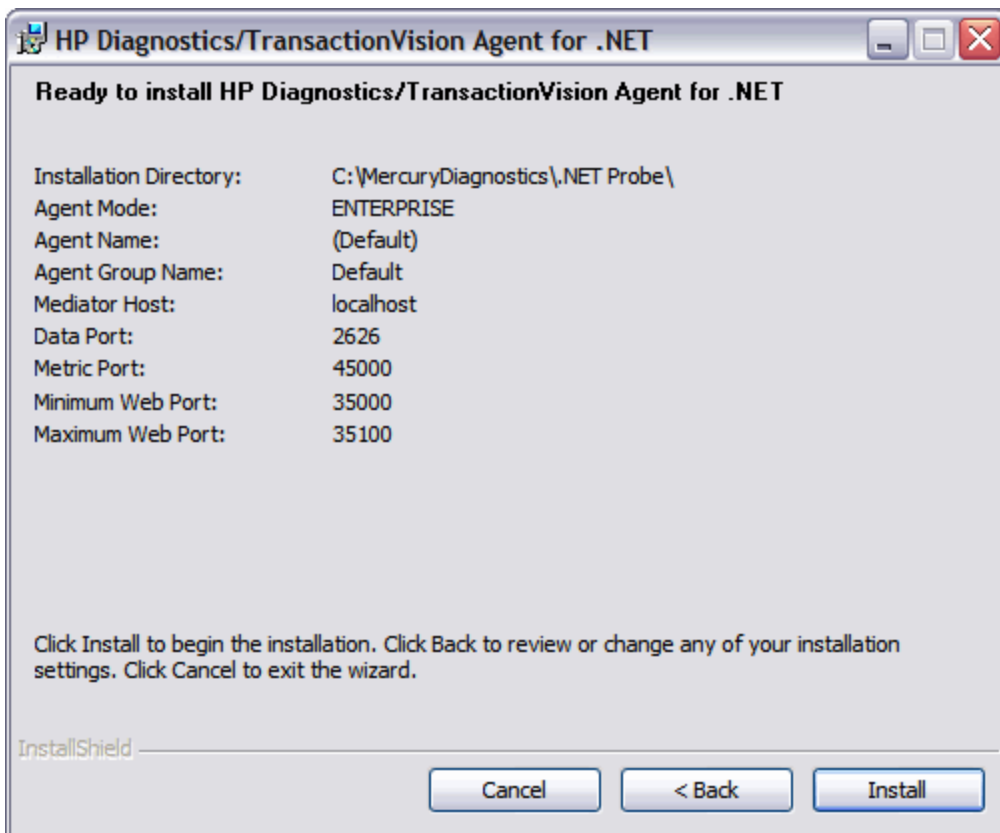 HP Diagnostics/TransactionVision Agent for .NET
Ready to install HP Diagnostics/TransactionVision Agent for .NET
Installation Directory: C:\MercuryDiagnostics\.NET Probe\
Agent Mode: ENTERPRISE
Agent Name: (Default)
Agent Group Name: Default
Mediator Host: localhost
Data Port: 2626
Metric Port: 45000
Minimum Web Port: 35000
Maximum Web Port: 35100
Click Install to begin the installation. Click Back to review or change any of your installation
settings. Click Cancel to exit the wizard.
InstallShield
Cancel < Back Install